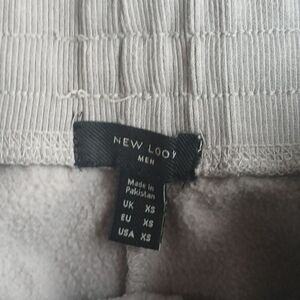 NEW LOOK
MEN
Made in
Pakistan
UK XS
EU XS
USA XS